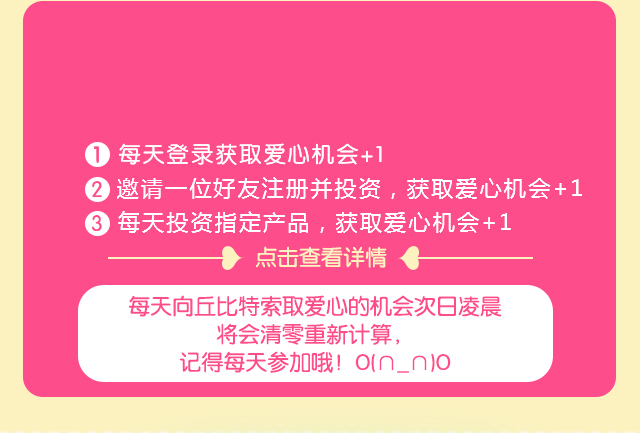 1 每天登录获取爱心机会+1
2 邀请一位好友注册并投资，获取爱心机会+1
3 每天投资指定产品，获取爱心机会+1
点击查看详情
每天向丘比特索取爱心的机会次日凌晨
将会清零重新计算，
记得每天参加哦！O(∩_∩)O